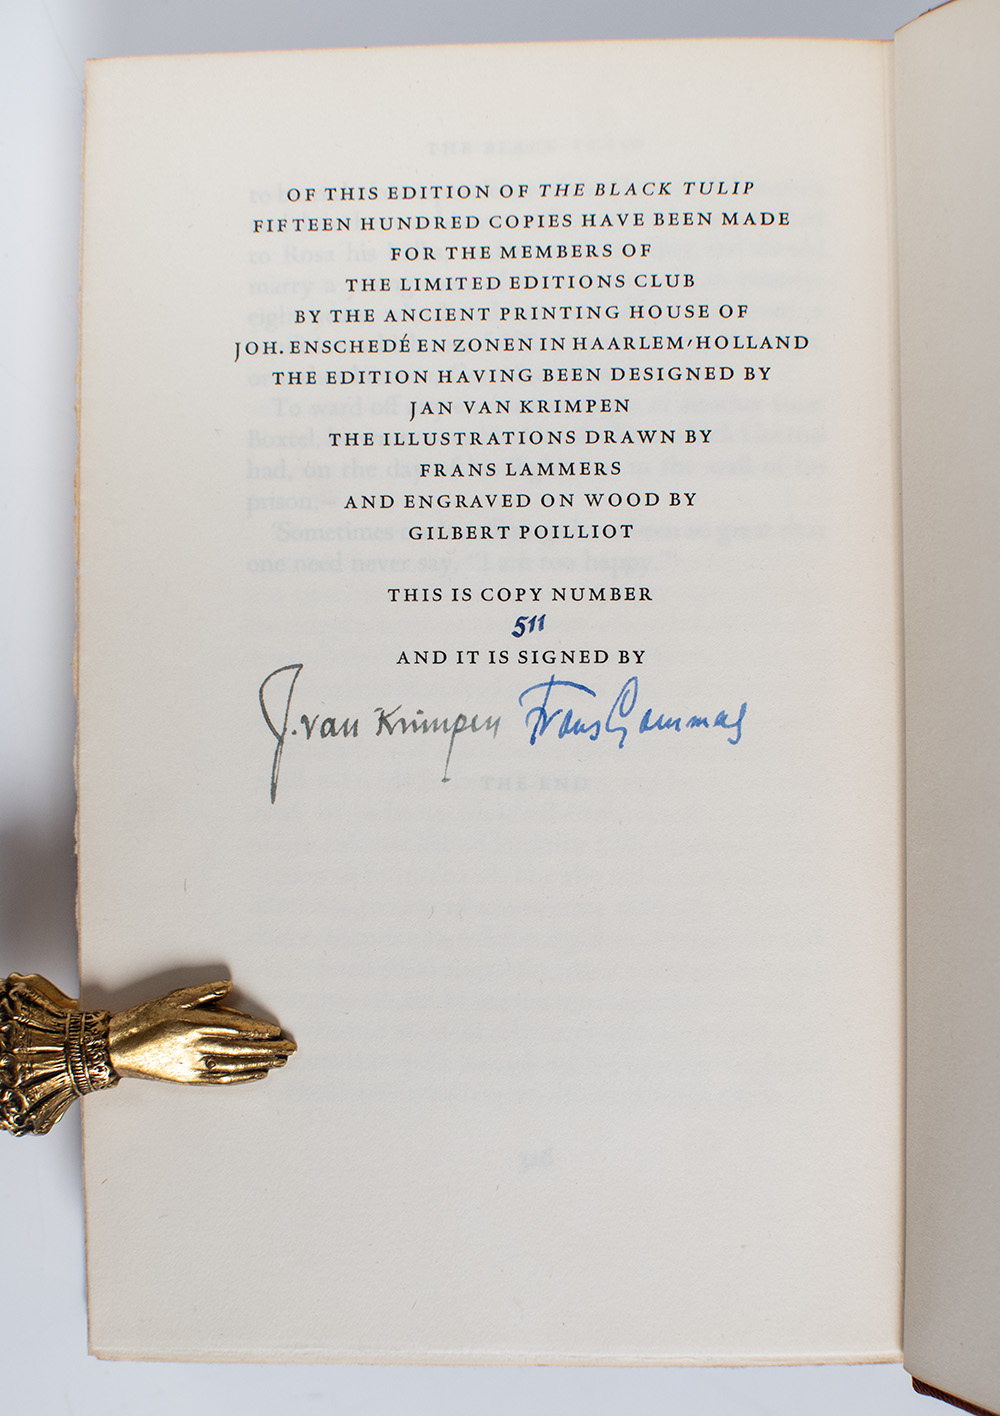 OF THIS EDITION OF THE BLACK TULIP
FIFTEEN HUNDRED COPIES HAVE BEEN MADE
FOR THE MEMBERS OF
THE LIMITED EDITIONS CLUB
BY THE ANCIENT PRINTING HOUSE OF
JOH. ENSCHEDÉ EN ZONEN IN HAARLEM-HOLLAND
THE EDITION HAVING BEEN DESIGNED BY
JAN VAN KRIMPEN
THE ILLUSTRATIONS DRAWN BY
FRANS LAMMERS
AND ENGRAVED ON WOOD BY
GILBERT POILLIOT
THIS IS COPY NUMBER
511
AND IT IS SIGNED BY
J. van Krimpen Frans Lammers
THE END